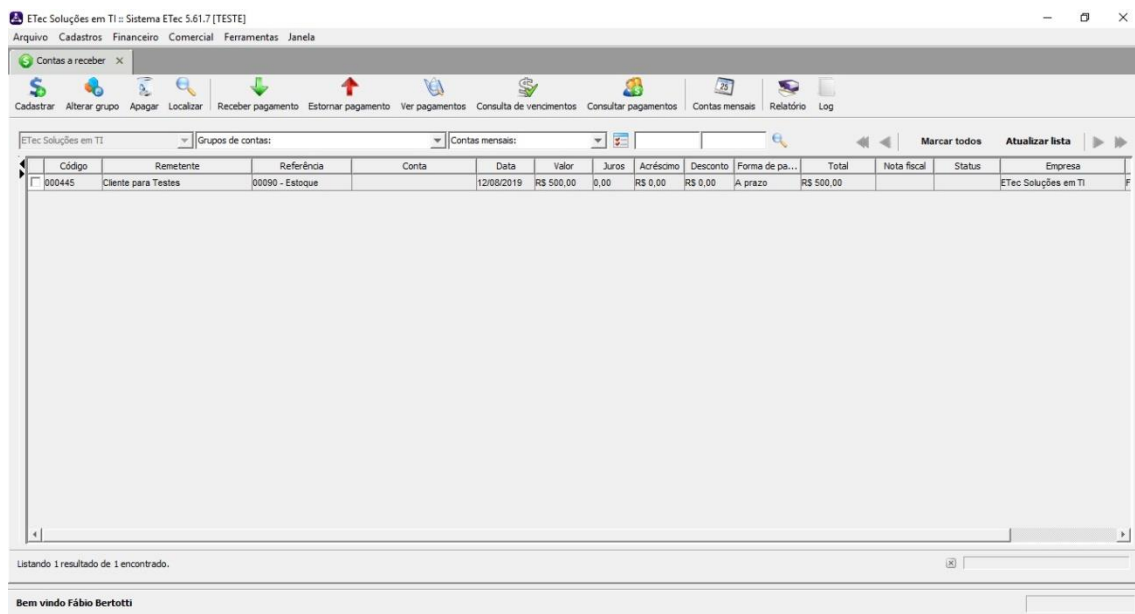 ETec Soluções em TI :: Sistema ETec 5.61.7 [TESTE]
Arquivo Cadastros Financeiro Comercial Ferramentas Janela
Contas a receber
Cadastrar Alterar grupo Apagar Localizar Receber pagamento Estornar pagamento Ver pagamentos Consulta de vencimentos Consultar pagamentos Contas mensais Relatório Log
ETec Soluções em TI Grupos de contas: Contas mensais: Marcar todos Atualizar lista
Código Remetente Referência Conta Data Valor Juros Acréscimo Desconto Forma de pa... Total Nota fiscal Status Empresa
000445 Cliente para Testes 00090 - Estoque 12/08/2019 R$ 500,00 0,00 R$ 0,00 R$ 0,00 A prazo R$ 500,00 ETec Soluções em TI F
Listando 1 resultado de 1 encontrado.
Bem vindo Fábio Bertotti